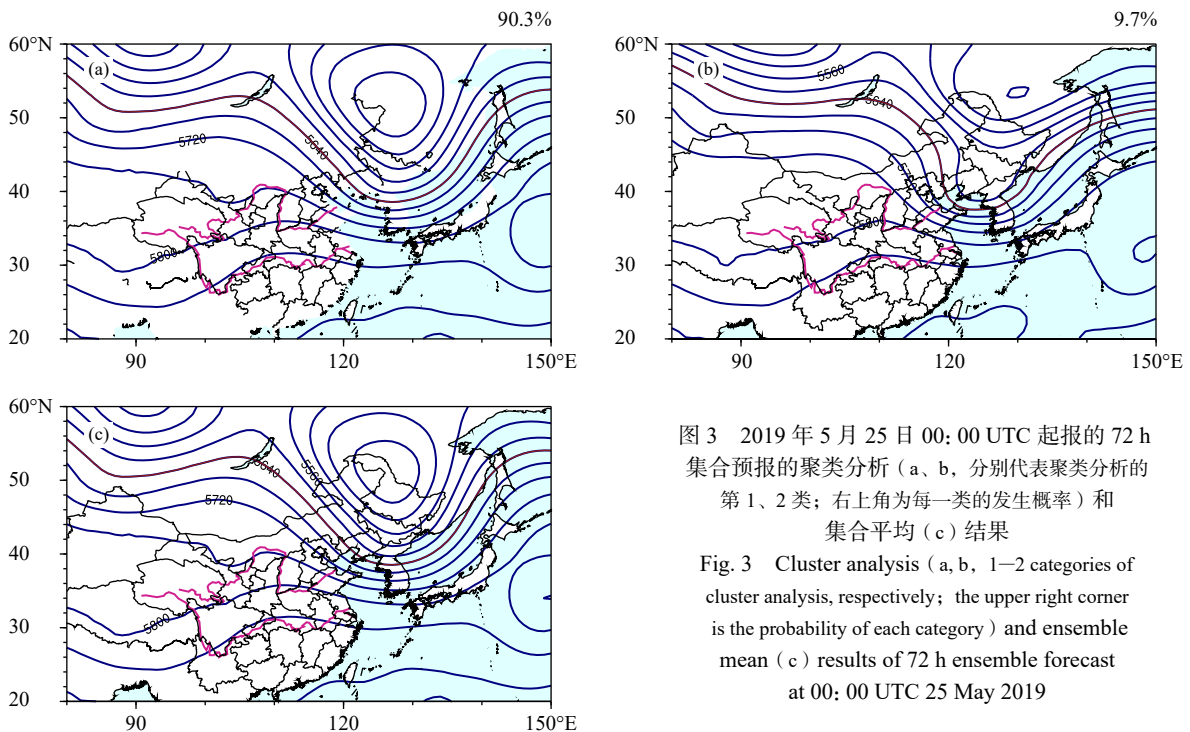 90.3%
60°N
(a)
50
5720
5640
40
5800
30
20
90
120
150°E
9.7%
60°N
(b)
5560
5640
50
40
30
20
90
120
150°E
60°N
(c)
5640
5560
50
5720
40
5800
30
20
90
120
150°E
图 3 2019 年 5 月 25 日 00: 00 UTC 起报的 72 h
集合预报的聚类分析（a、b，分别代表聚类分析的
第 1、2 类；右上角为每一类的发生概率）和
集合平均（c）结果
Fig. 3 Cluster analysis（a, b，1—2 categories of
cluster analysis, respectively；the upper right corner
is the probability of each category）and ensemble
mean（c）results of 72 h ensemble forecast
at 00: 00 UTC 25 May 2019